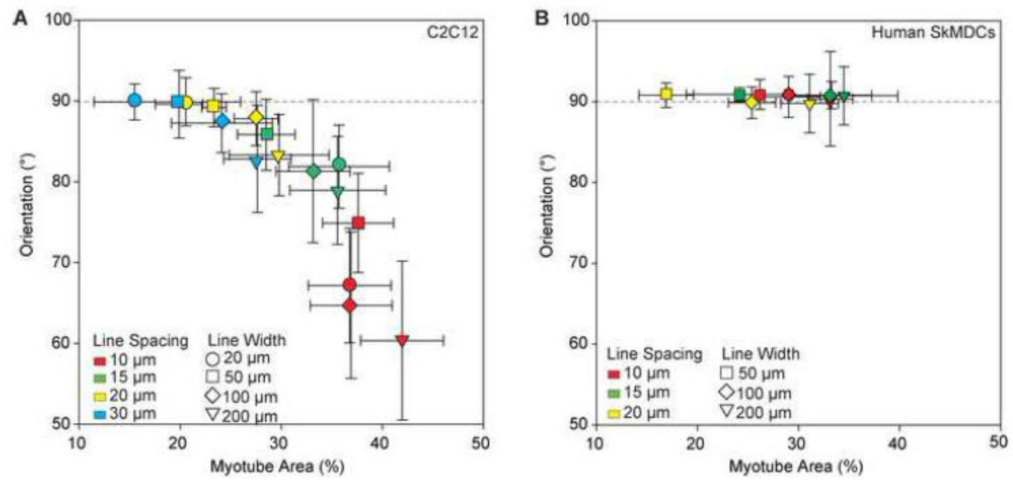 A
C2C12
Orientation (°)
100
90
80
70
60
50
Line Spacing
10 µm
15 µm
20 µm
30 µm
Line Width
20 µm
50 µm
100 µm
200 µm
10
20
30
40
50
Myotube Area (%)
B
Human SkMDCs
Orientation (°)
100
90
80
70
60
50
Line Spacing
10 µm
15 µm
20 µm
Line Width
50 µm
100 µm
200 µm
10
20
30
40
50
Myotube Area (%)